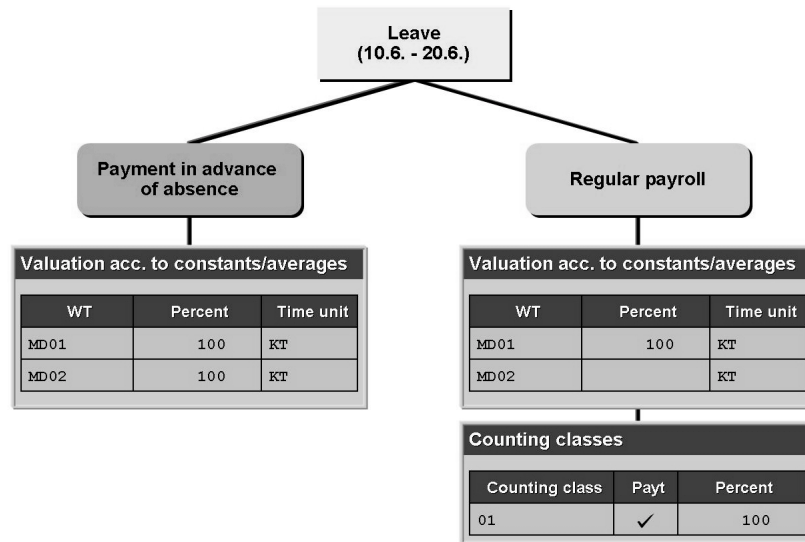 Leave
(10.6. - 20.6.)
Payment in advance
of absence
Regular payroll
Valuation acc. to constants/averages
WT Percent Time unit
MD01 100 KT
MD02 100 KT
Valuation acc. to constants/averages
WT Percent Time unit
MD01 100 KT
MD02 KT
Counting classes
Counting class Payt Percent
01 ✓ 100